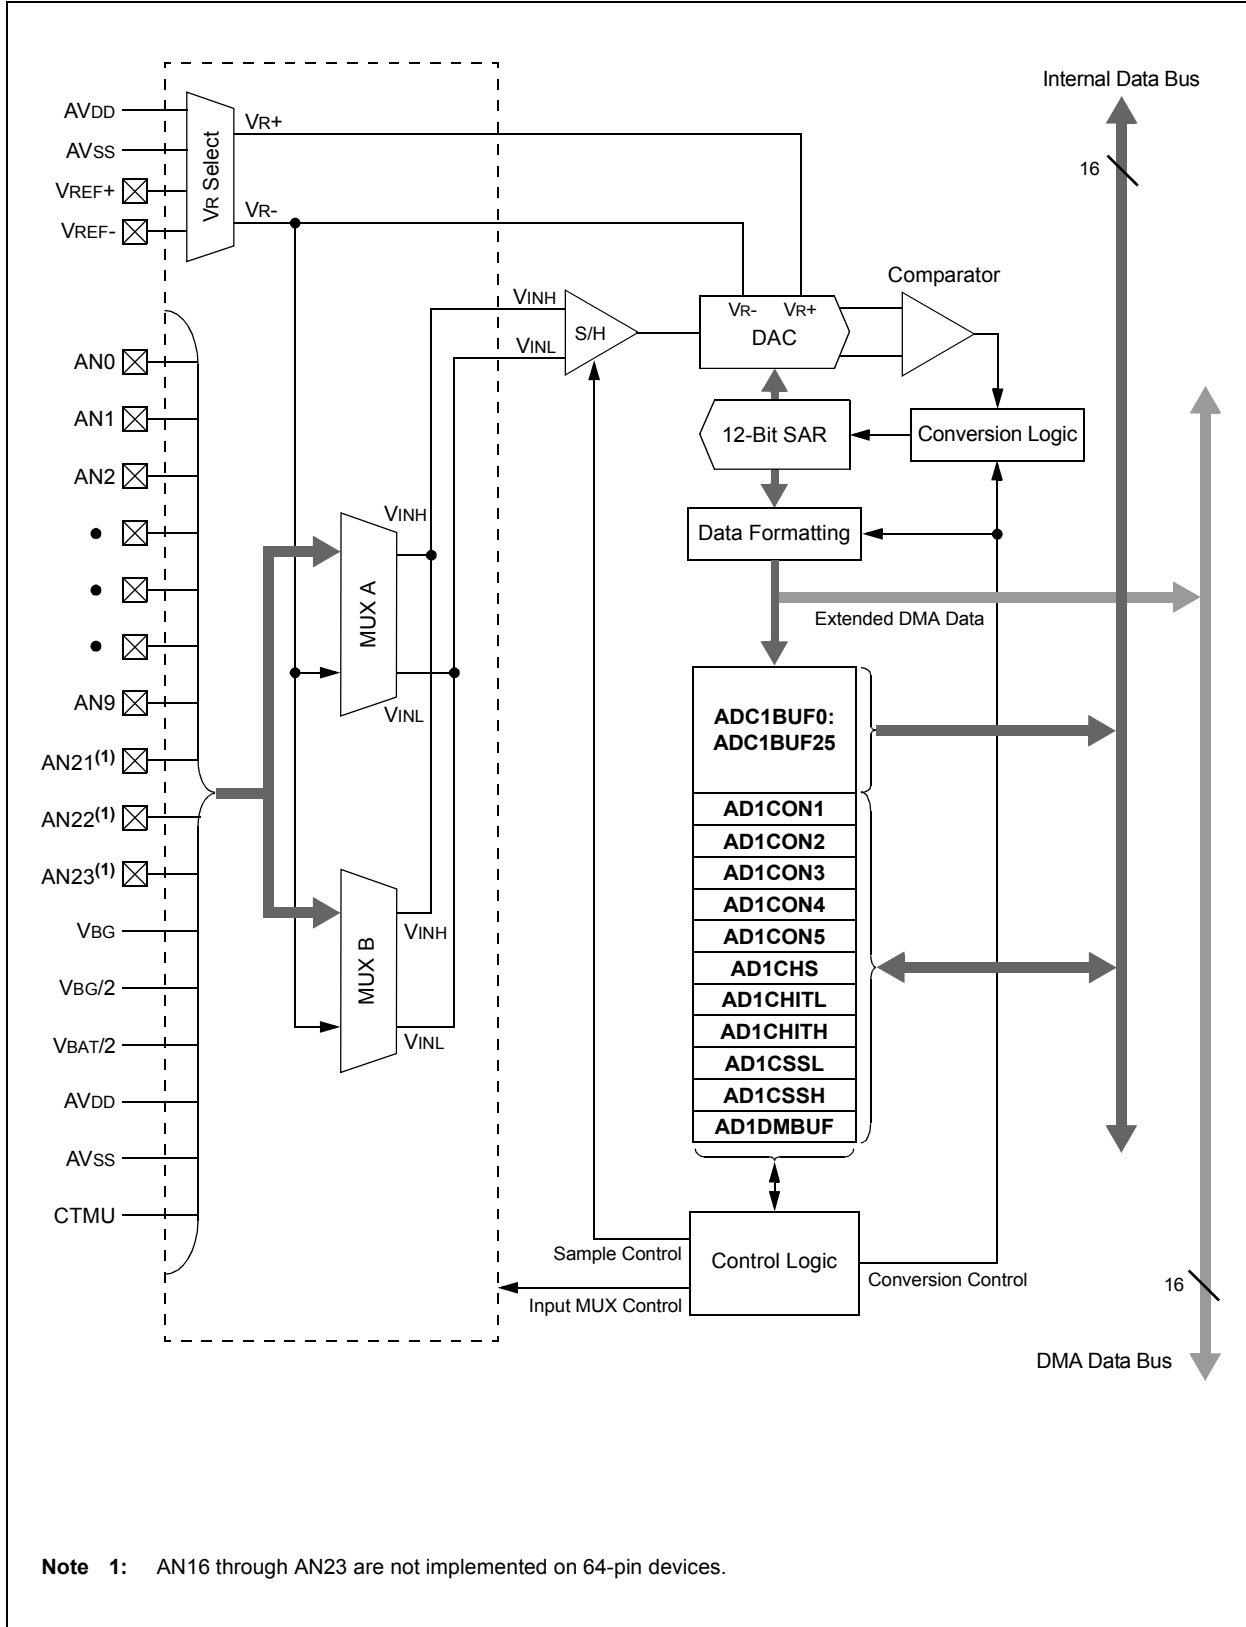 Internal Data Bus
AVDD
AVSS
VREF+
VREF-
VR Select
VR+
VR-
16
Comparator
VINH
VINL
S/H
VR- VR+
DAC
AN0
AN1
AN2
AN9
AN21(1)
AN22(1)
AN23(1)
VBG
VBG/2
VBAT/2
AVDD
AVSS
CTMU
12-Bit SAR
Conversion Logic
Data Formatting
Extended DMA Data
VINH
MUX A
VINL
VINH
MUX B
VINL
ADC1BUF0:
ADC1BUF25
AD1CON1
AD1CON2
AD1CON3
AD1CON4
AD1CON5
AD1CHS
AD1CHITL
AD1CHITH
AD1CSSL
AD1CSSH
AD1DMBUF
Sample Control
Control Logic
Conversion Control
Input MUX Control
16
DMA Data Bus
Note 1: AN16 through AN23 are not implemented on 64-pin devices.